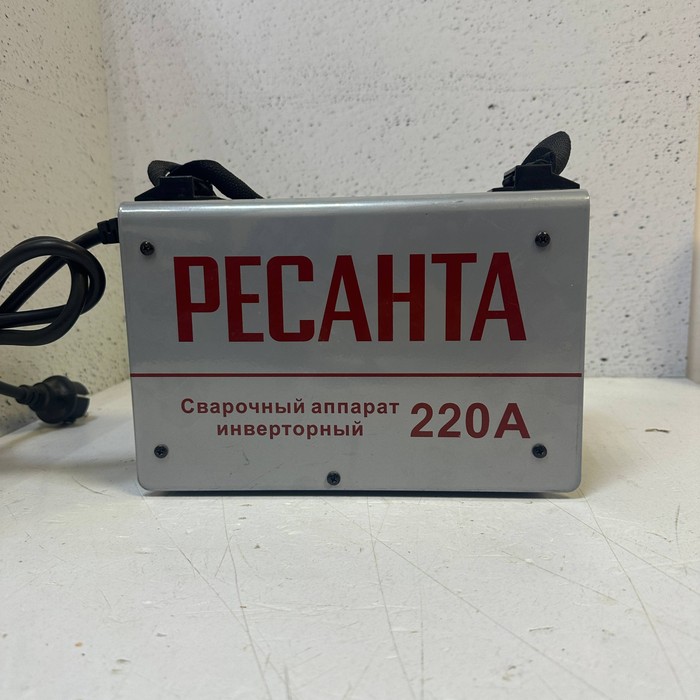 РЕСАНТА
Сварочный аппарат
инверторный
220А